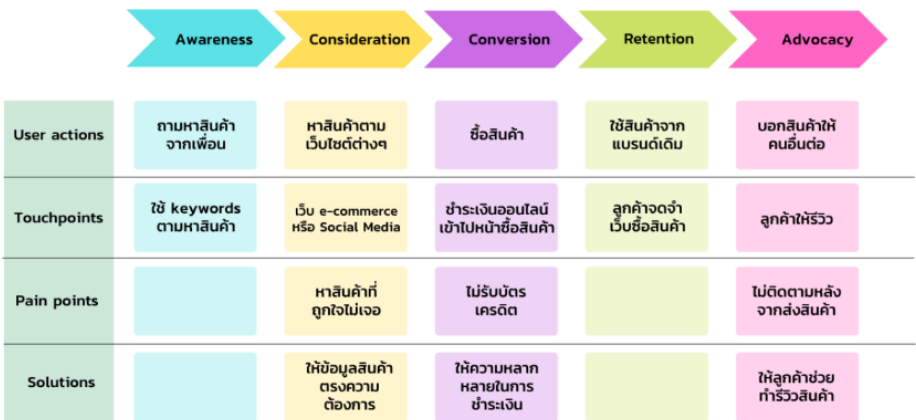 Awareness
Consideration
Conversion
Retention
Advocacy
User actions
ถามหาสินค้า
จากเพื่อน
หาสินค้าตาม
เว็บไซต์ต่างๆ
ซื้อสินค้า
ใช้สินค้าจาก
แบรนด์เดิม
บอกสินค้าให้
คนอื่นต่อ
Touchpoints
ใช้ keywords
ตามหาสินค้า
เว็บ e-commerce
หรือ Social Media
ชำระเงินออนไลน์
เข้าไปหน้าซื้อสินค้า
ลูกค้าจดจำ
เว็บซื้อสินค้า
ลูกค้าให้รีวิว
Pain points
หาสินค้าที่
ถูกใจไม่เจอ
ไม่รับบัตร
เครดิต
ไม่ติดตามหลัง
จากส่งสินค้า
Solutions
ให้ข้อมูลสินค้า
ตรงความ
ต้องการ
ให้ความหลาก
หลายในการ
ชำระเงิน
ให้ลูกค้าช่วย
ทำรีวิวสินค้า